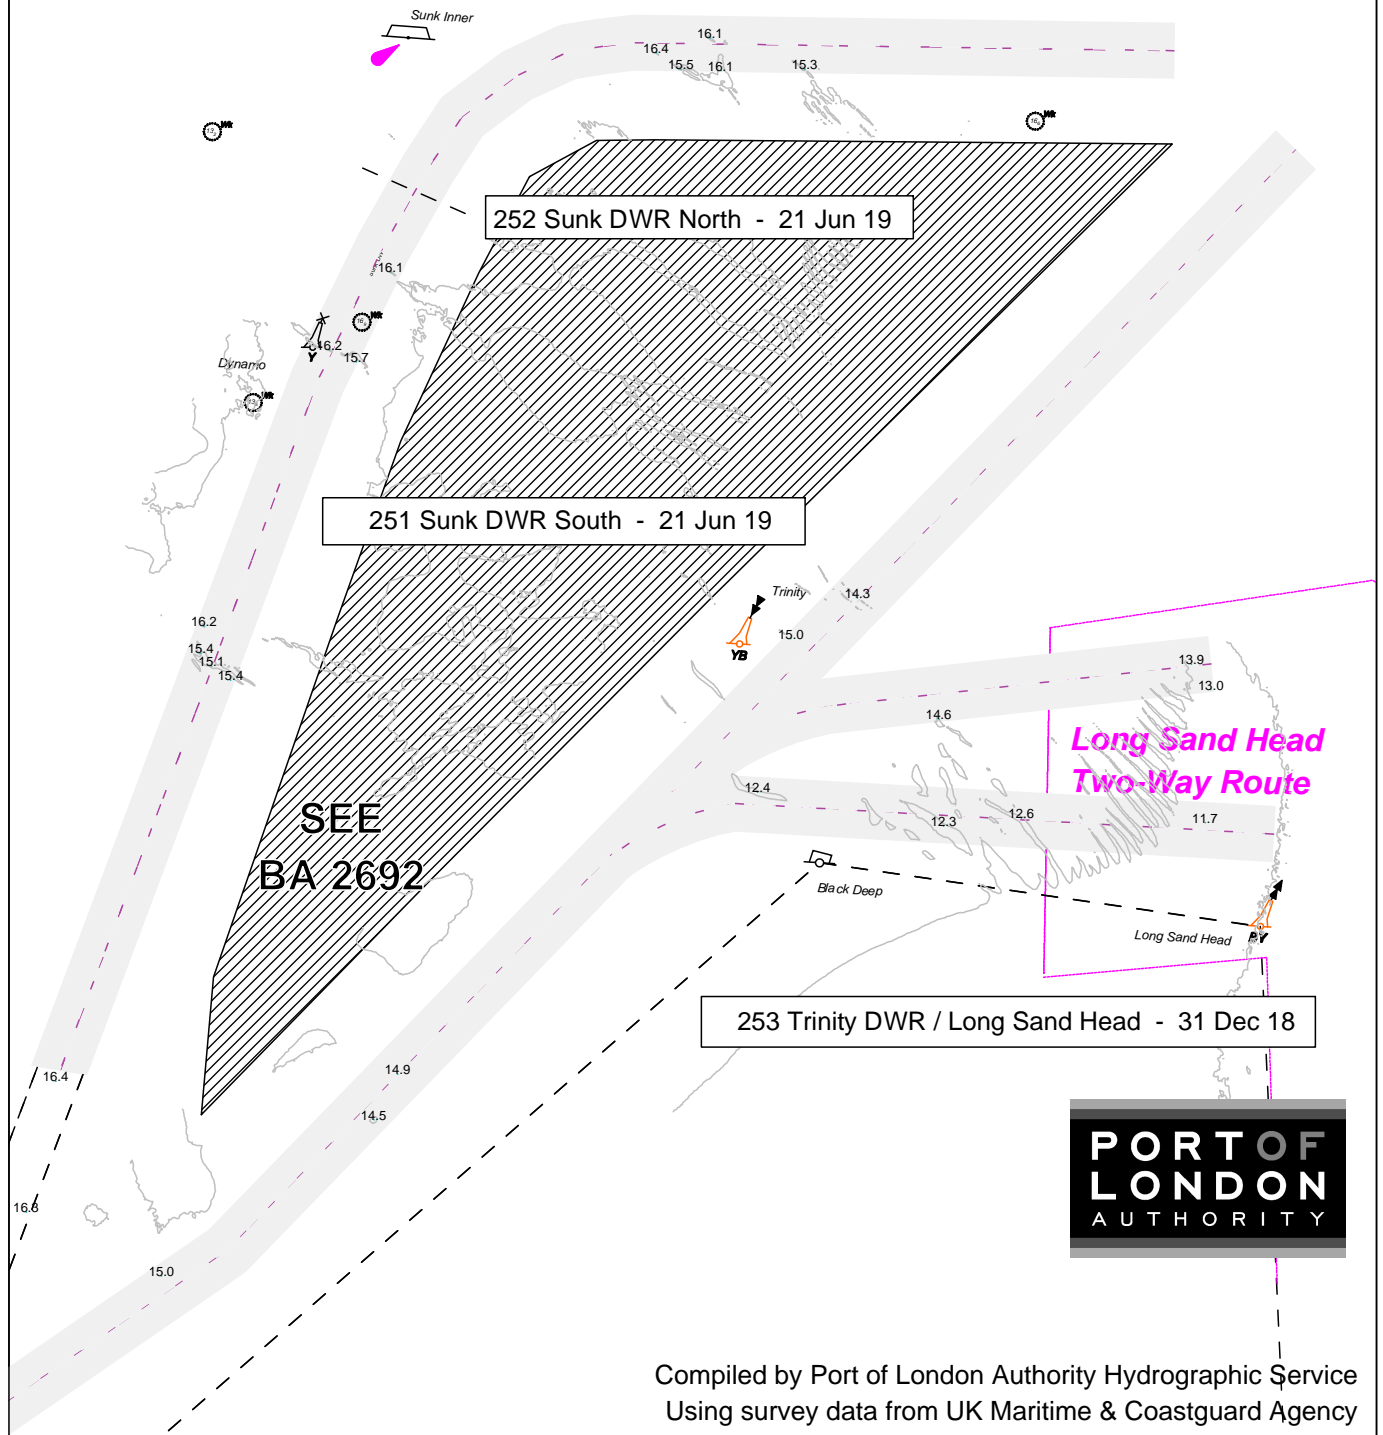 Sunk Inner
16.1
16.4
15.5
16.1
15.3
Wk
Wk
252 Sunk DWR North - 21 Jun 19
16.1
Wk
16.2
Y
15.7
Dynamo
Wk
251 Sunk DWR South - 21 Jun 19
Trinity
14.3
16.2
15.0
15.4
YB
15.1
15.4
13.9
13.0
14.6
Long Sand Head
Two-Way Route
12.4
SEE
12.3
12.6
11.7
BA 2692
Black Deep
Long Sand Head
253 Trinity DWR / Long Sand Head - 31 Dec 18
14.9
16.4
14.5
PORT OF
LONDON
AUTHORITY
16.3
15.0
Compiled by Port of London Authority Hydrographic Service
Using survey data from UK Maritime & Coastguard Agency